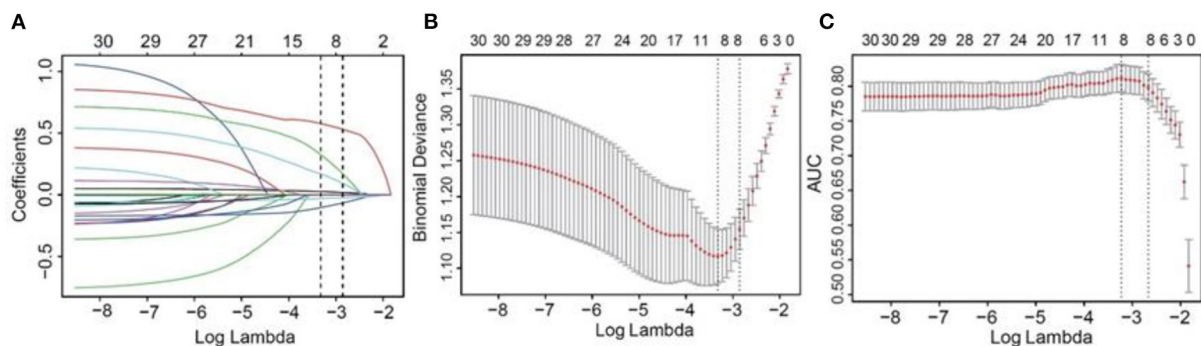 A
30 29 27 21 15 8 2
Coefficients
1.0
0.5
0.0
−0.5
−8 −7 −6 −5 −4 −3 −2
Log Lambda
B
30 30 29 29 28 27 24 20 17 11 8 8 6 3 0
Binomial Deviance
1.35
1.30
1.25
1.20
1.15
1.10
−8 −7 −6 −5 −4 −3 −2
Log Lambda
C
30 30 29 29 28 27 24 20 17 11 8 8 6 3 0
AUC
0.80
0.75
0.70
0.65
0.60
0.55
0.50
−8 −7 −6 −5 −4 −3 −2
Log Lambda